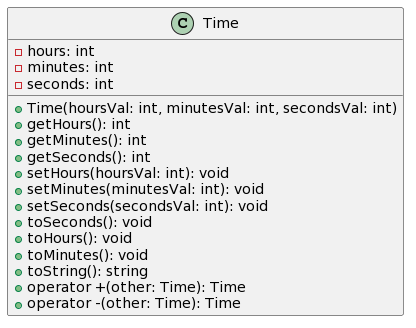 C Time
hours: int
minutes: int
seconds: int
Time(hoursVal: int, minutesVal: int, secondsVal: int)
getHours(): int
getMinutes(): int
getSeconds(): int
setHours(hoursVal: int): void
setMinutes(minutesVal: int): void
setSeconds(secondsVal: int): void
toSeconds(): void
toHours(): void
toMinutes(): void
toString(): string
operator +(other: Time): Time
operator -(other: Time): Time